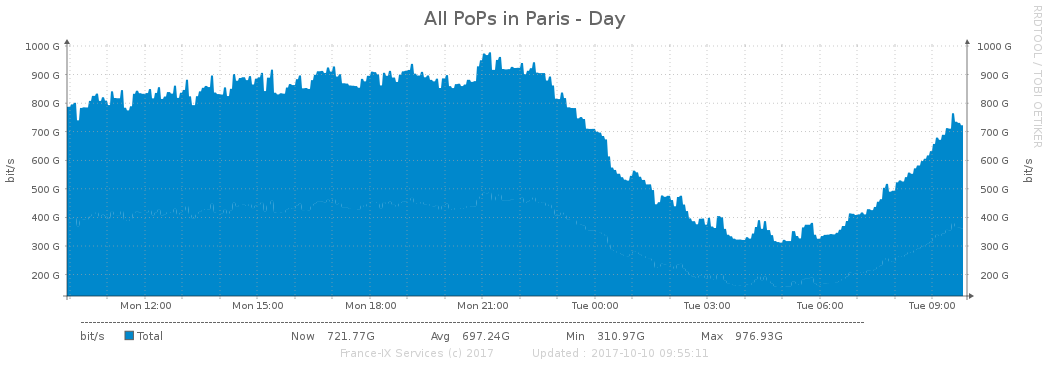 All PoPs in Paris - Day
RRDTOOL / TOBI OETIKER
1000 G 1000 G
900 G 900 G
800 G 800 G
700 G 700 G
600 G 600 G
500 G 500 G
400 G 400 G
300 G 300 G
200 G 200 G
bit/s bit/s
Mon 12:00 Mon 15:00 Mon 18:00 Mon 21:00 Tue 00:00 Tue 03:00 Tue 06:00 Tue 09:00
bit/s Total Now 721.77G Avg 697.24G Min 310.97G Max 976.93G
France-IX Services (c) 2017 Updated : 2017-10-10 09:55:11